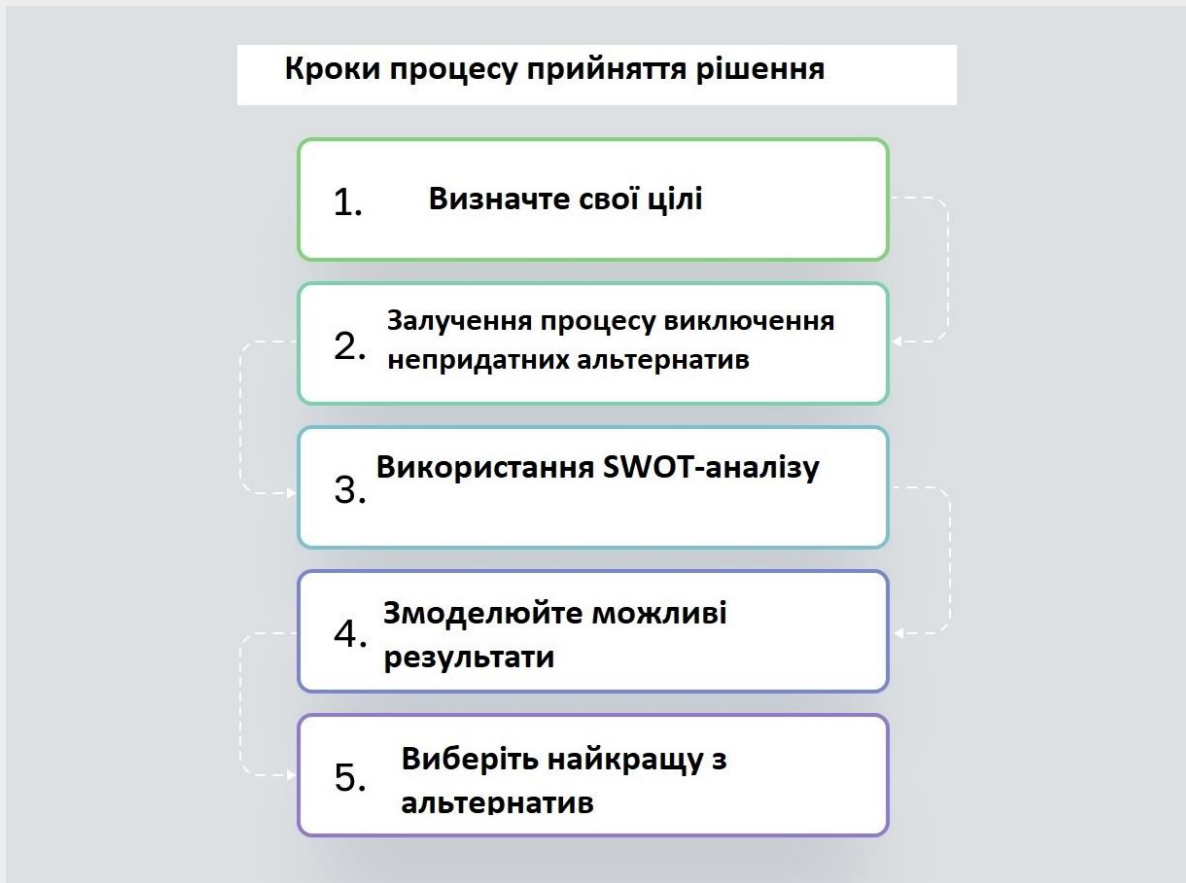 Кроки процесу прийняття рішення
1. Визначте свої цілі
2. Залучення процесу виключення
непридатних альтернатив
3. Використання SWOT-аналізу
4. Змоделюйте можливі
результати
5. Виберіть найкращу з
альтернатив